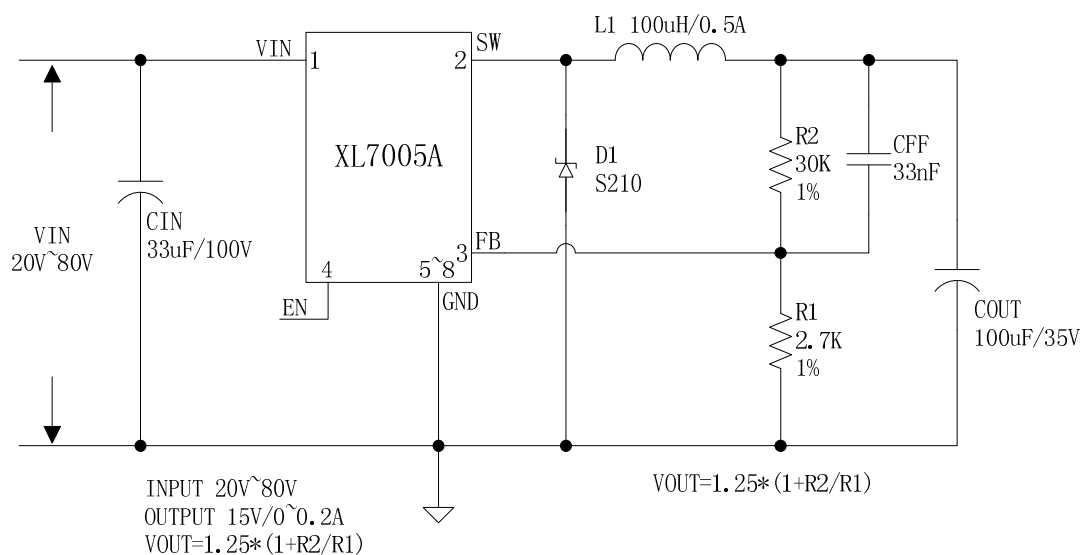 L1 100uH/0.5A
VIN
1
2
SW
XL7005A
D1
S210
R2
30K
1%
CFF
33nF
CIN
33uF/100V
VIN
20V~80V
3
FB
4
5~8
EN
GND
R1
2.7K
1%
COUT
100uF/35V
INPUT 20V~80V
OUTPUT 15V/0~0.2A
VOUT=1.25*(1+R2/R1)
VOUT=1.25*(1+R2/R1)